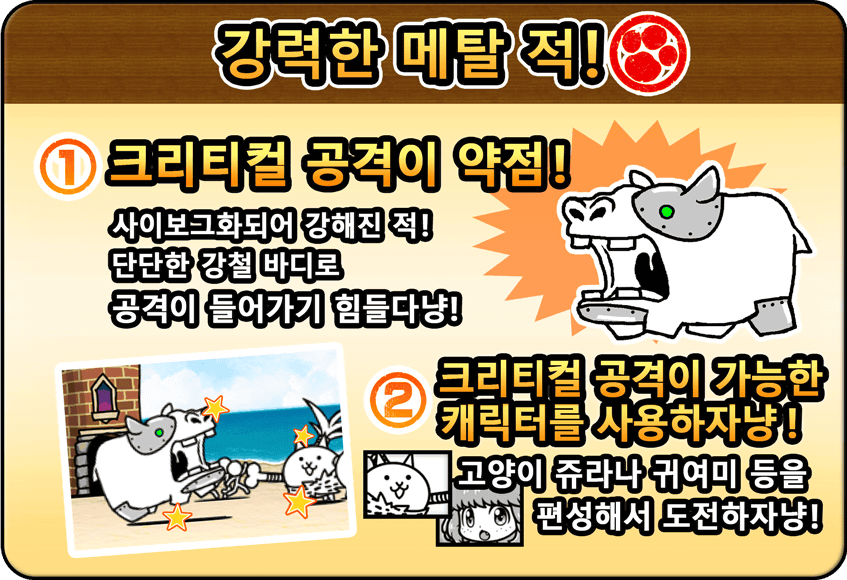 강력한 메탈 적!
① 크리티컬 공격이 약점!
사이보그화되어 강해진 적!
단단한 강철 바디로
공격이 들어가기 힘들다냥!
② 크리티컬 공격이 가능한
캐릭터를 사용하자냥!
고양이 쥬라나 귀여미 등을
편성해서 도전하자냥!